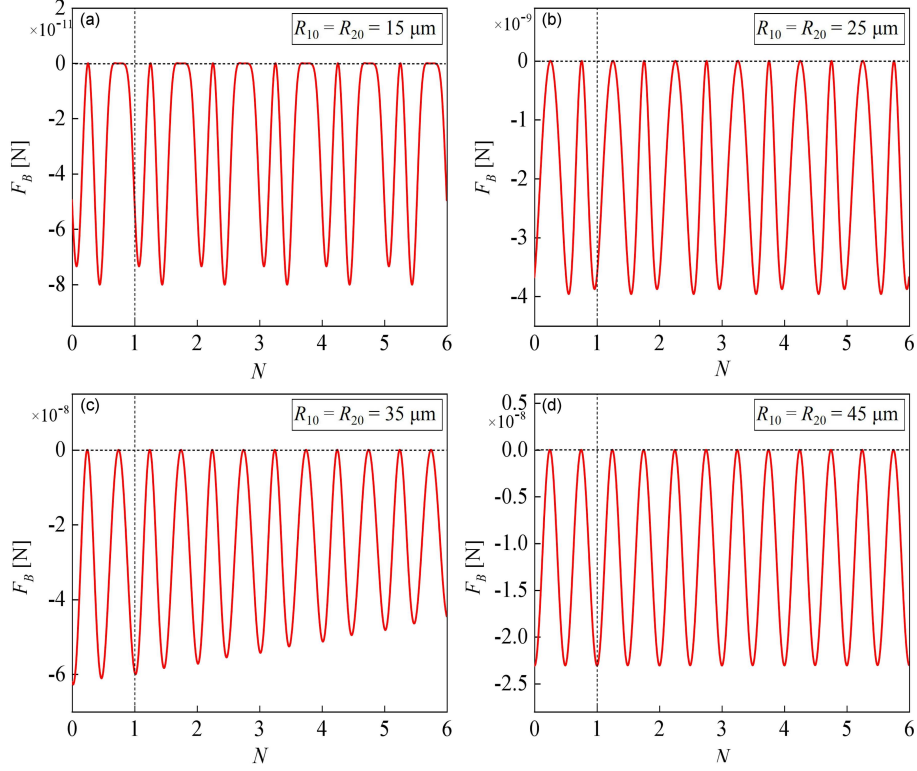 (a)
×10⁻¹¹
R₁₀ = R₂₀ = 15 μm
2
0
-2
-4
-6
-8
F_B [N]
0 1 2 3 4 5 6
N
(b)
×10⁻⁹
R₁₀ = R₂₀ = 25 μm
0
-1
-2
-3
-4
F_B [N]
0 1 2 3 4 5 6
N
(c)
×10⁻⁸
R₁₀ = R₂₀ = 35 μm
0
-2
-4
-6
F_B [N]
0 1 2 3 4 5 6
N
(d)
0.5
×10⁻⁸
R₁₀ = R₂₀ = 45 μm
0.0
-0.5
-1.0
-1.5
-2.0
-2.5
F_B [N]
0 1 2 3 4 5 6
N